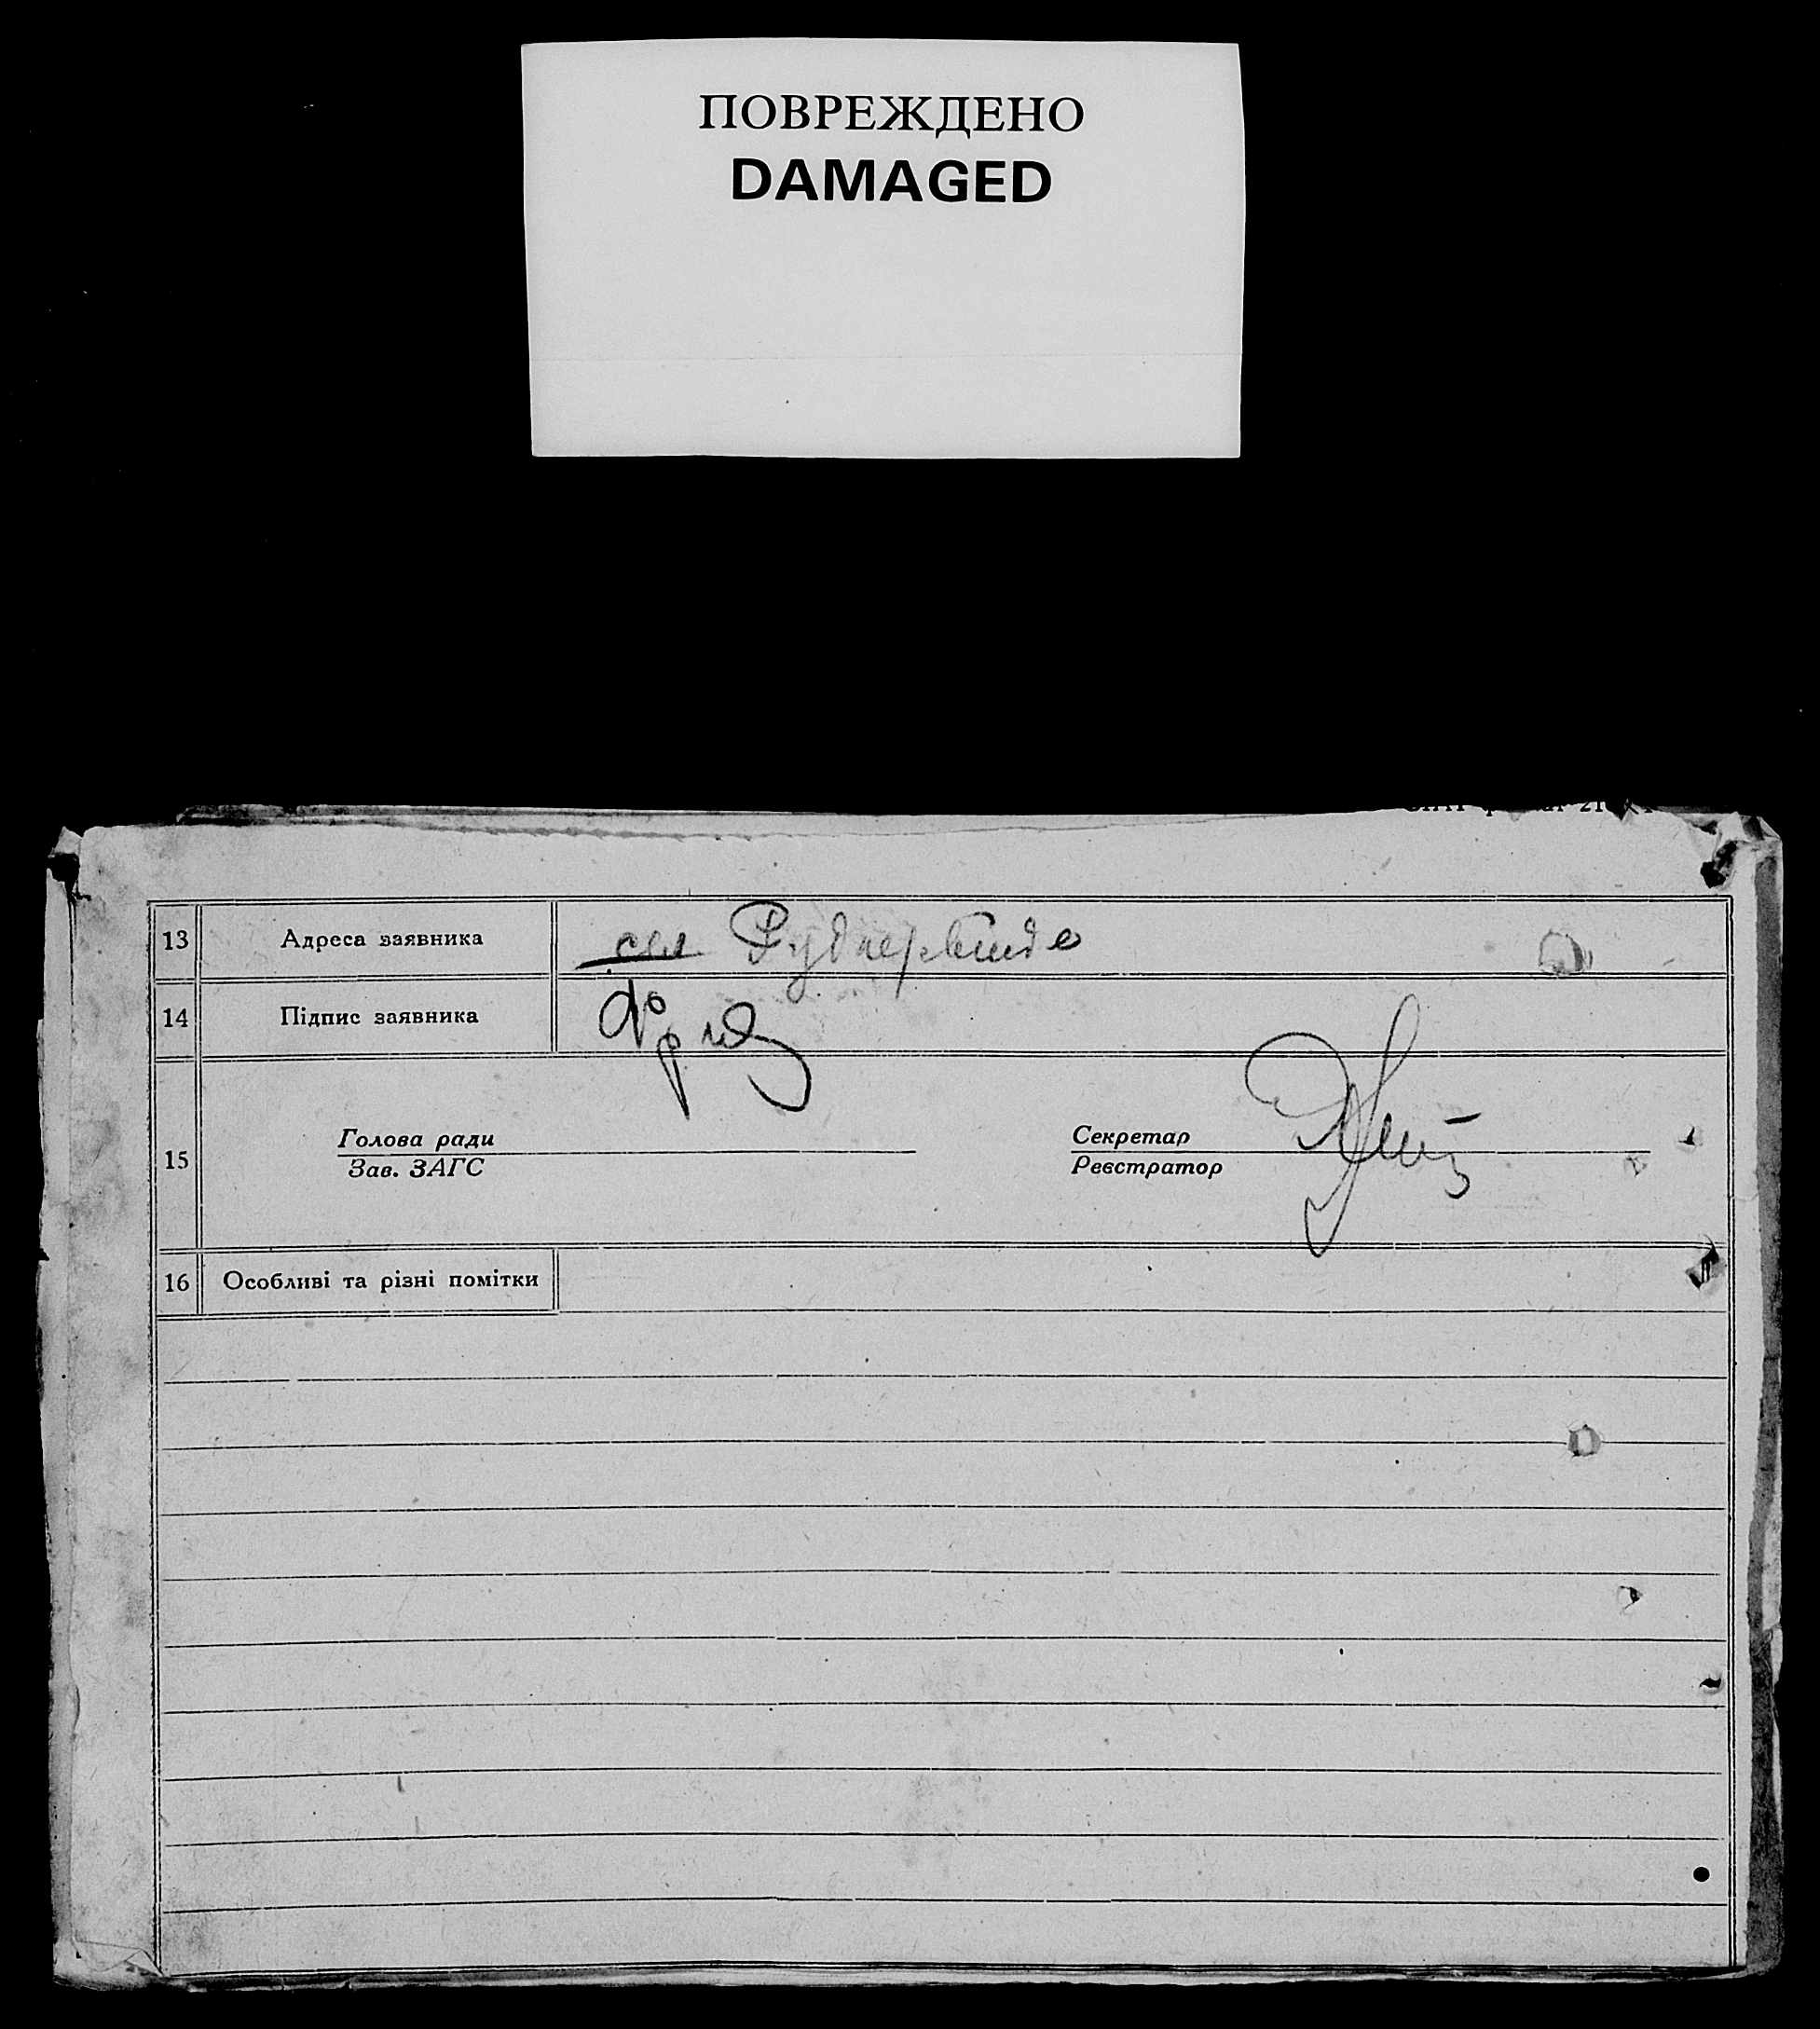 ПОВРЕЖДЕНО
DAMAGED
13 Адреса заявника
14 Підпис заявника
15 Голова ради Секретар
Зав. ЗАГС Реєстратор
16 Особливі та різні помітки